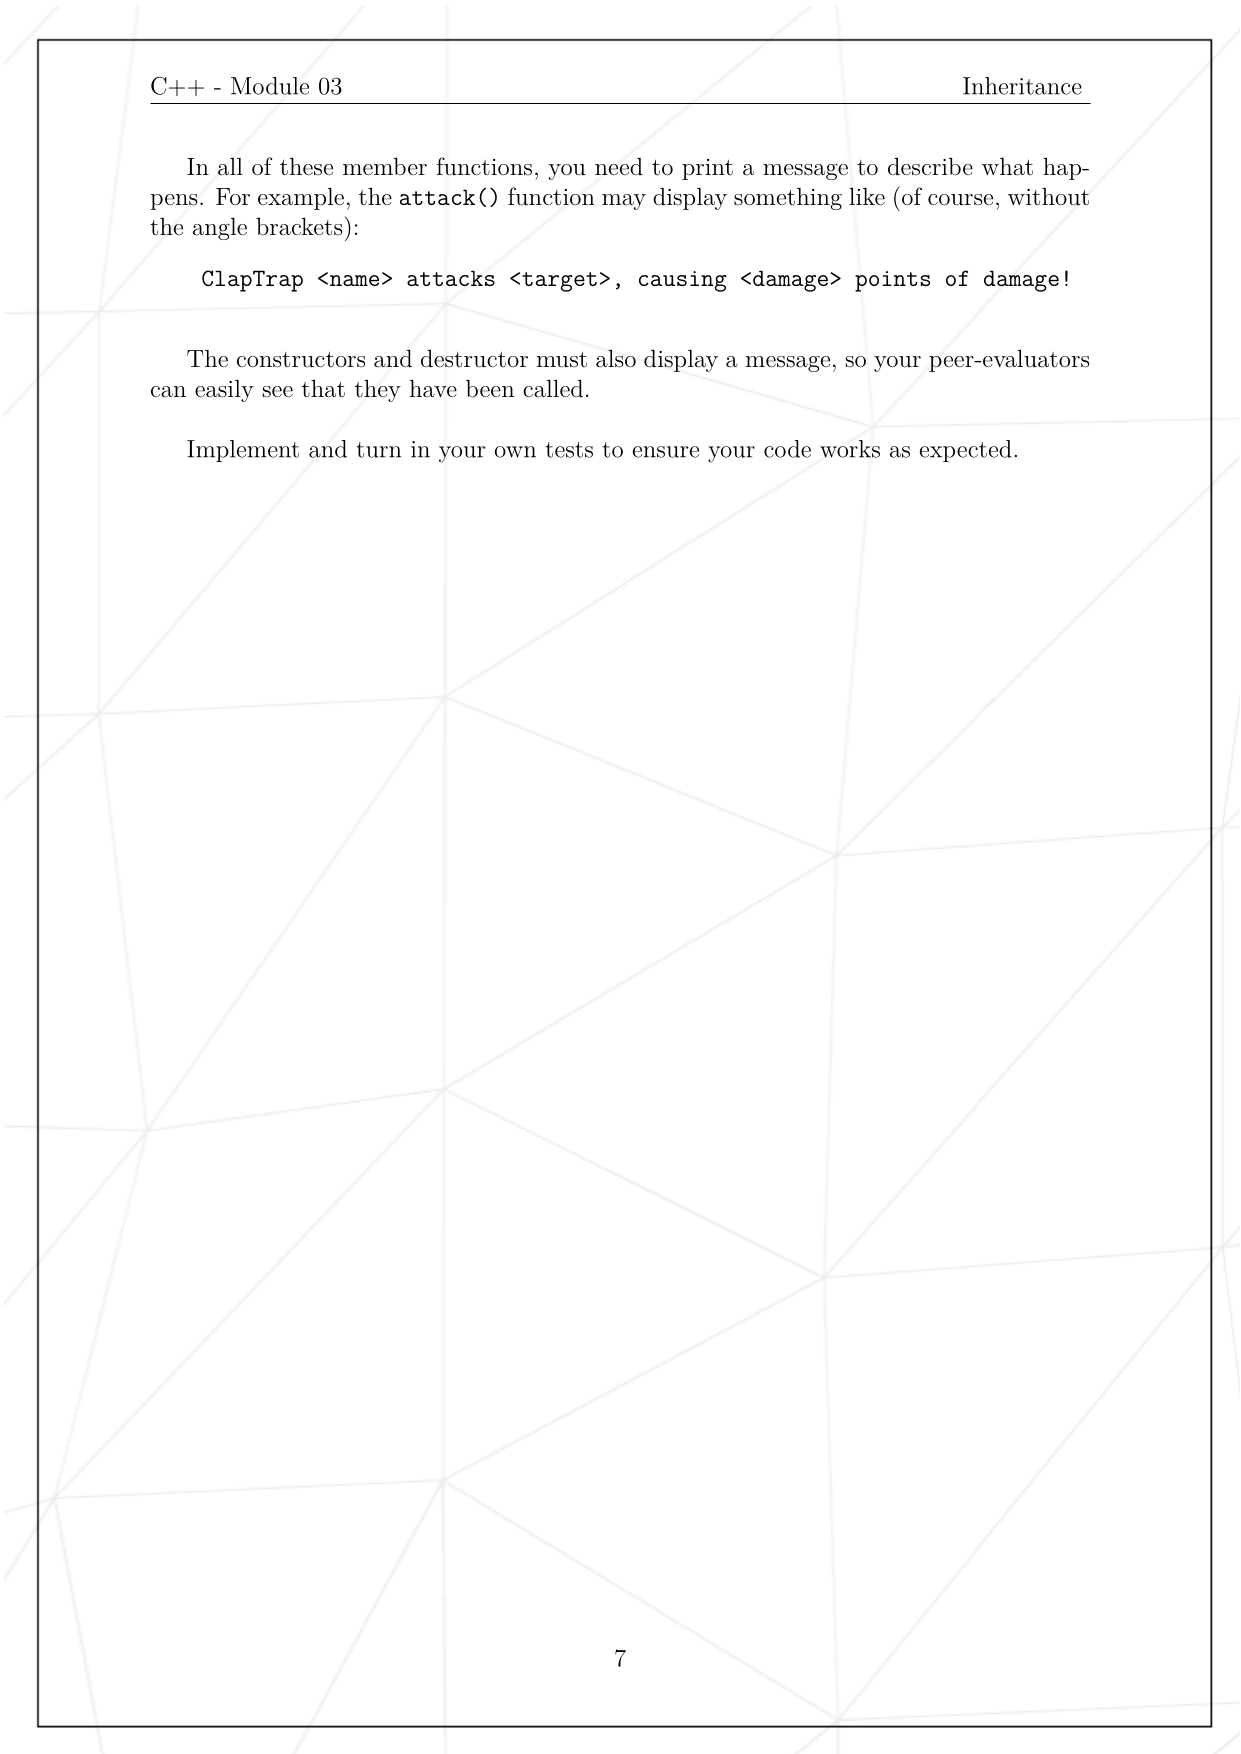 C++ - Module 03 Inheritance
In all of these member functions, you need to print a message to describe what hap-
pens. For example, the attack() function may display something like (of course, without
the angle brackets):
ClapTrap <name> attacks <target>, causing <damage> points of damage!
The constructors and destructor must also display a message, so your peer-evaluators
can easily see that they have been called.
Implement and turn in your own tests to ensure your code works as expected.
7